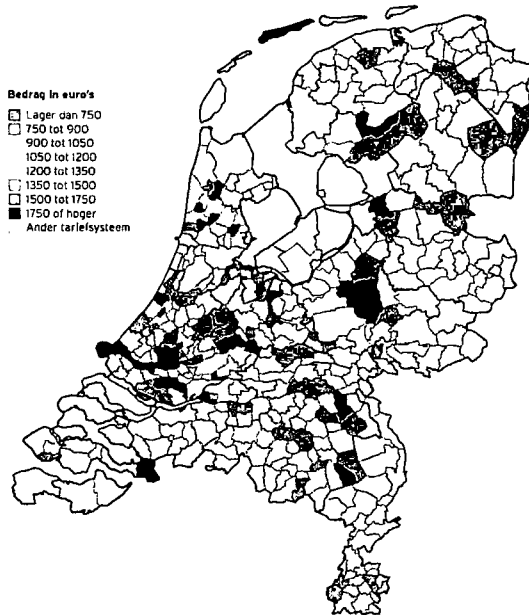 Bedrag in euro's
Lager dan 750
750 tot 900
900 tot 1050
1050 tot 1200
1200 tot 1350
1350 tot 1500
1500 tot 1750
1750 of hoger
Ander tariefsysteem